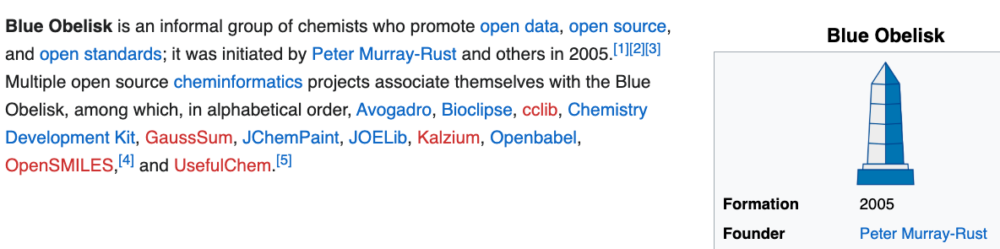 Blue Obelisk is an informal group of chemists who promote open data, open source,
and open standards; it was initiated by Peter Murray-Rust and others in 2005.[1][2][3]
Multiple open source cheminformatics projects associate themselves with the Blue
Obelisk, among which, in alphabetical order, Avogadro, Bioclipse, cclib, Chemistry
Development Kit, GaussSum, JChemPaint, JOELib, Kalzium, Openbabel,
OpenSMILES,[4] and UsefulChem.[5]
Blue Obelisk
Formation 2005
Founder Peter Murray-Rust